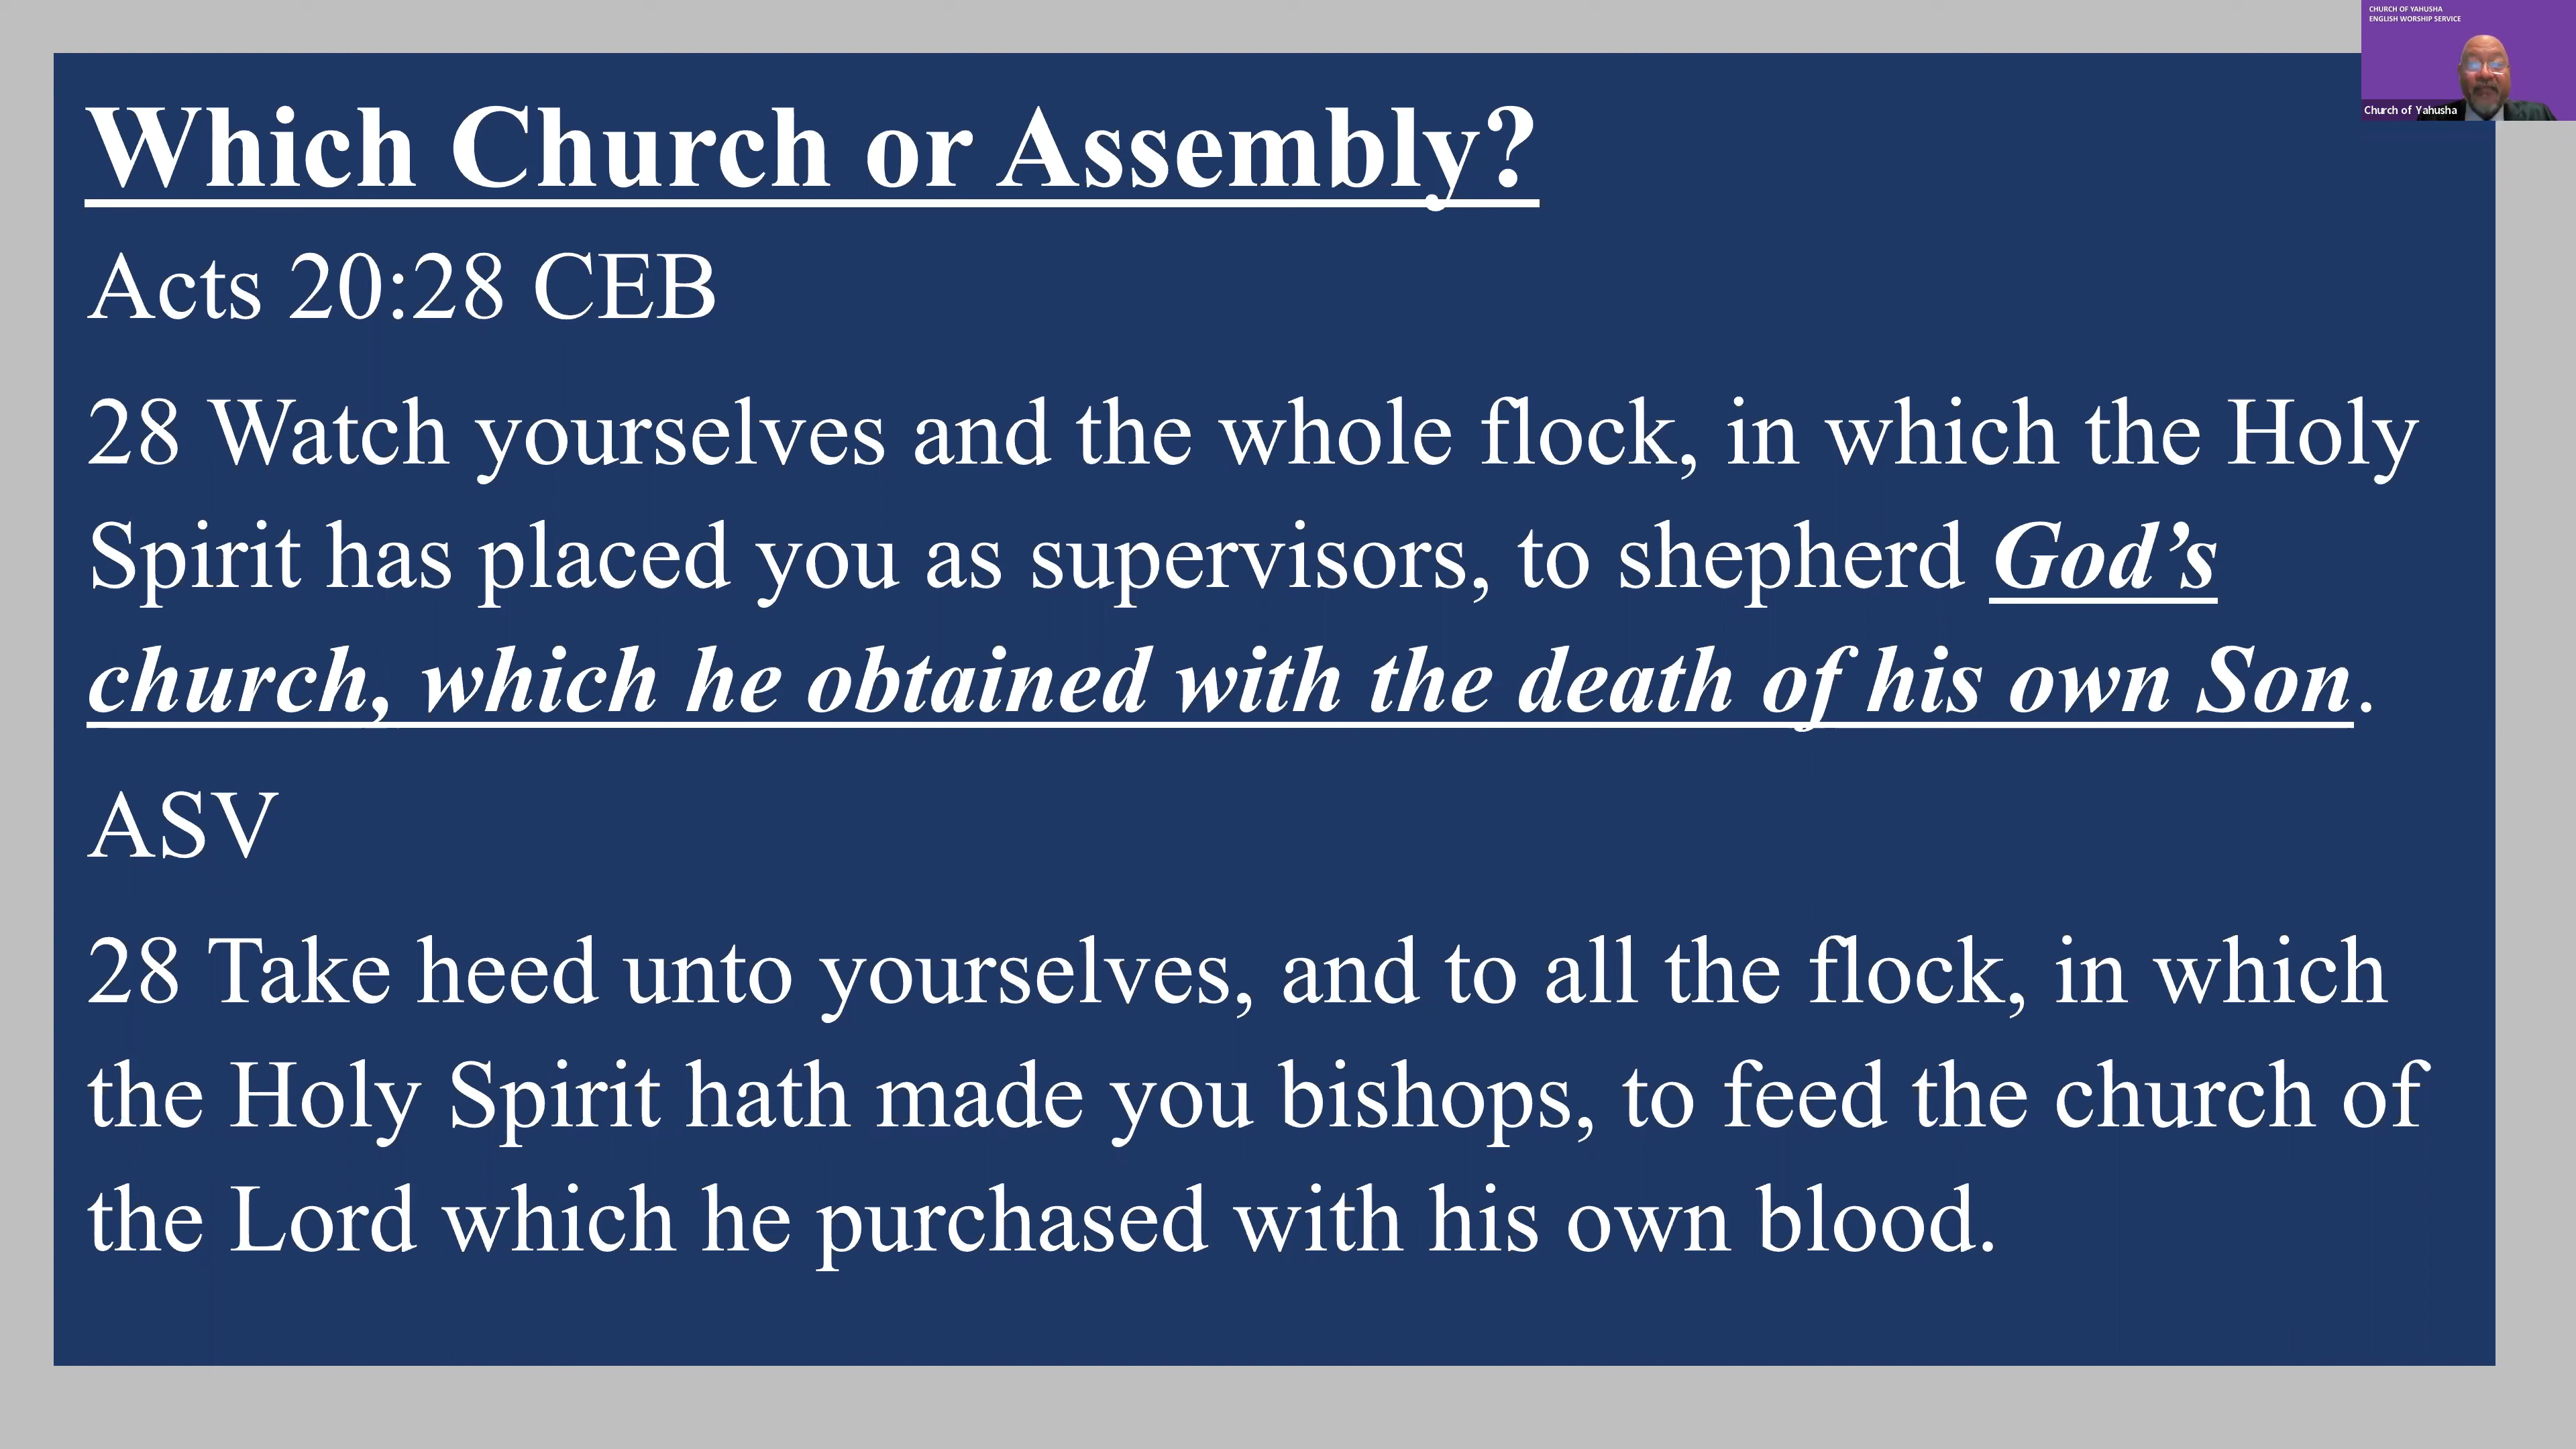 CHURCH OF YAHUSHA
ENGLISH WORSHIP SERVICE
Church of Yahusha
Which Church or Assembly?
Acts 20:28 CEB
28 Watch yourselves and the whole flock, in which the Holy
Spirit has placed you as supervisors, to shepherd God’s
church, which he obtained with the death of his own Son.
ASV
28 Take heed unto yourselves, and to all the flock, in which
the Holy Spirit hath made you bishops, to feed the church of
the Lord which he purchased with his own blood.